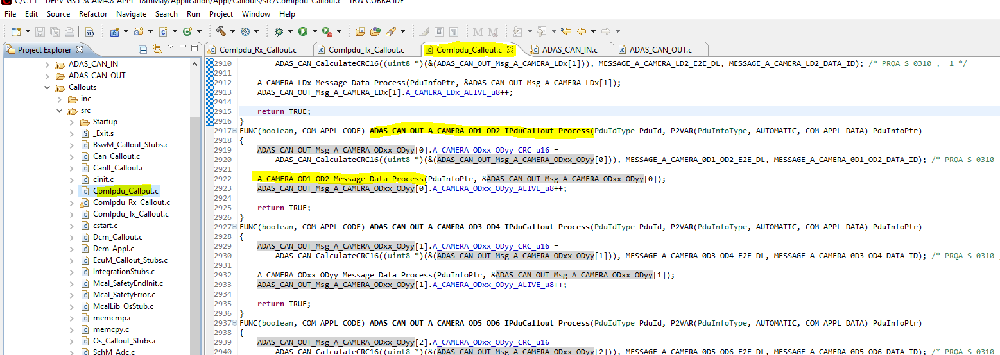 C/C++ - DFPV_GS5_SCAM4.8_APPL_18thMay/Application/Appl/Callouts/src/ComIpdu_Callout.c - TRW COBRA IDE
File Edit Source Refactor Navigate Search Run Project Window Help
Project Explorer
ComIpdu_Rx_Callout.c
ComIpdu_Tx_Callout.c
ComIpdu_Callout.c
ADAS_CAN_IN.c
ADAS_CAN_OUT.c
ADAS_CAN_IN
ADAS_CAN_OUT
Callouts
inc
src
Startup
_Exit.s
BswM_Callout_Stubs.c
Can_Callout.c
CanIf_Callout.c
cinit.c
ComIpdu_Callout.c
ComIpdu_Rx_Callout.c
ComIpdu_Tx_Callout.c
cstart.c
Dcm_Callout.c
Dem_Appl.c
EcuM_Callout_Stubs.c
IntegrationStubs.c
Mcal_SafetyEndInit.c
Mcal_SafetyError.c
McalLib_OsStub.c
memcmp.c
memcpy.c
Os_Callout_Stubs.c
SchM_Adc.c
2910 ADAS_CAN_CalculateCRC16((uint8 *)(&(ADAS_CAN_OUT_Msg_A_CAMERA_LDx[1])), MESSAGE_A_CAMERA_LD2_E2E_DL, MESSAGE_A_CAMERA_LD2_DATA_ID); /* PRQA S 0310 , 1 */
2911
2912 A_CAMERA_LDx_Message_Data_Process(PduInfoPtr, &ADAS_CAN_OUT_Msg_A_CAMERA_LDx[1]);
2913 ADAS_CAN_OUT_Msg_A_CAMERA_LDx[1].A_CAMERA_LDx_ALIVE_u8++;
2914
2915 return TRUE;
2916 }
2917 FUNC(boolean, COM_APPL_CODE) ADAS_CAN_OUT_A_CAMERA_OD1_OD2_IPduCallout_Process(PduIdType PduId, P2VAR(PduInfoType, AUTOMATIC, COM_APPL_DATA) PduInfoPtr)
2918 {
2919 ADAS_CAN_OUT_Msg_A_CAMERA_ODxx_ODyy[0].A_CAMERA_ODxx_ODyy_CRC_u16 =
2920 ADAS_CAN_CalculateCRC16((uint8 *)(&(ADAS_CAN_OUT_Msg_A_CAMERA_ODxx_ODyy[0])), MESSAGE_A_CAMERA_0D1_OD2_E2E_DL, MESSAGE_A_CAMERA_0D1_OD2_DATA_ID); /* PRQA S 0310 ,
2921
2922 A_CAMERA_OD1_OD2_Message_Data_Process(PduInfoPtr, &ADAS_CAN_OUT_Msg_A_CAMERA_ODxx_ODyy[0]);
2923 ADAS_CAN_OUT_Msg_A_CAMERA_ODxx_ODyy[0].A_CAMERA_ODxx_ODyy_ALIVE_u8++;
2924
2925 return TRUE;
2926 }
2927 FUNC(boolean, COM_APPL_CODE) ADAS_CAN_OUT_A_CAMERA_OD3_OD4_IPduCallout_Process(PduIdType PduId, P2VAR(PduInfoType, AUTOMATIC, COM_APPL_DATA) PduInfoPtr)
2928 {
2929 ADAS_CAN_OUT_Msg_A_CAMERA_ODxx_ODyy[1].A_CAMERA_ODxx_ODyy_CRC_u16 =
2930 ADAS_CAN_CalculateCRC16((uint8 *)(&(ADAS_CAN_OUT_Msg_A_CAMERA_ODxx_ODyy[1])), MESSAGE_A_CAMERA_0D3_OD4_E2E_DL, MESSAGE_A_CAMERA_0D3_OD4_DATA_ID); /* PRQA S 0310 ,
2931
2932 A_CAMERA_ODxx_ODyy_Message_Data_Process(PduInfoPtr, &ADAS_CAN_OUT_Msg_A_CAMERA_ODxx_ODyy[1]);
2933 ADAS_CAN_OUT_Msg_A_CAMERA_ODxx_ODyy[1].A_CAMERA_ODxx_ODyy_ALIVE_u8++;
2934
2935 return TRUE;
2936 }
2937 FUNC(boolean, COM_APPL_CODE) ADAS_CAN_OUT_A_CAMERA_OD5_OD6_IPduCallout_Process(PduIdType PduId, P2VAR(PduInfoType, AUTOMATIC, COM_APPL_DATA) PduInfoPtr)
2938 {
2939 ADAS_CAN_OUT_Msg_A_CAMERA_ODxx_ODyy[2].A_CAMERA_ODxx_ODyy_CRC_u16 =
2940 ADAS_CAN_CalculateCRC16((uint8 *)(&(ADAS_CAN_OUT_Msg_A_CAMERA_ODxx_ODyy[2])), MESSAGE_A_CAMERA_0D5_OD6_E2E_DL, MESSAGE_A_CAMERA_0D5_OD6_DATA_ID); /* PRQA S 0310